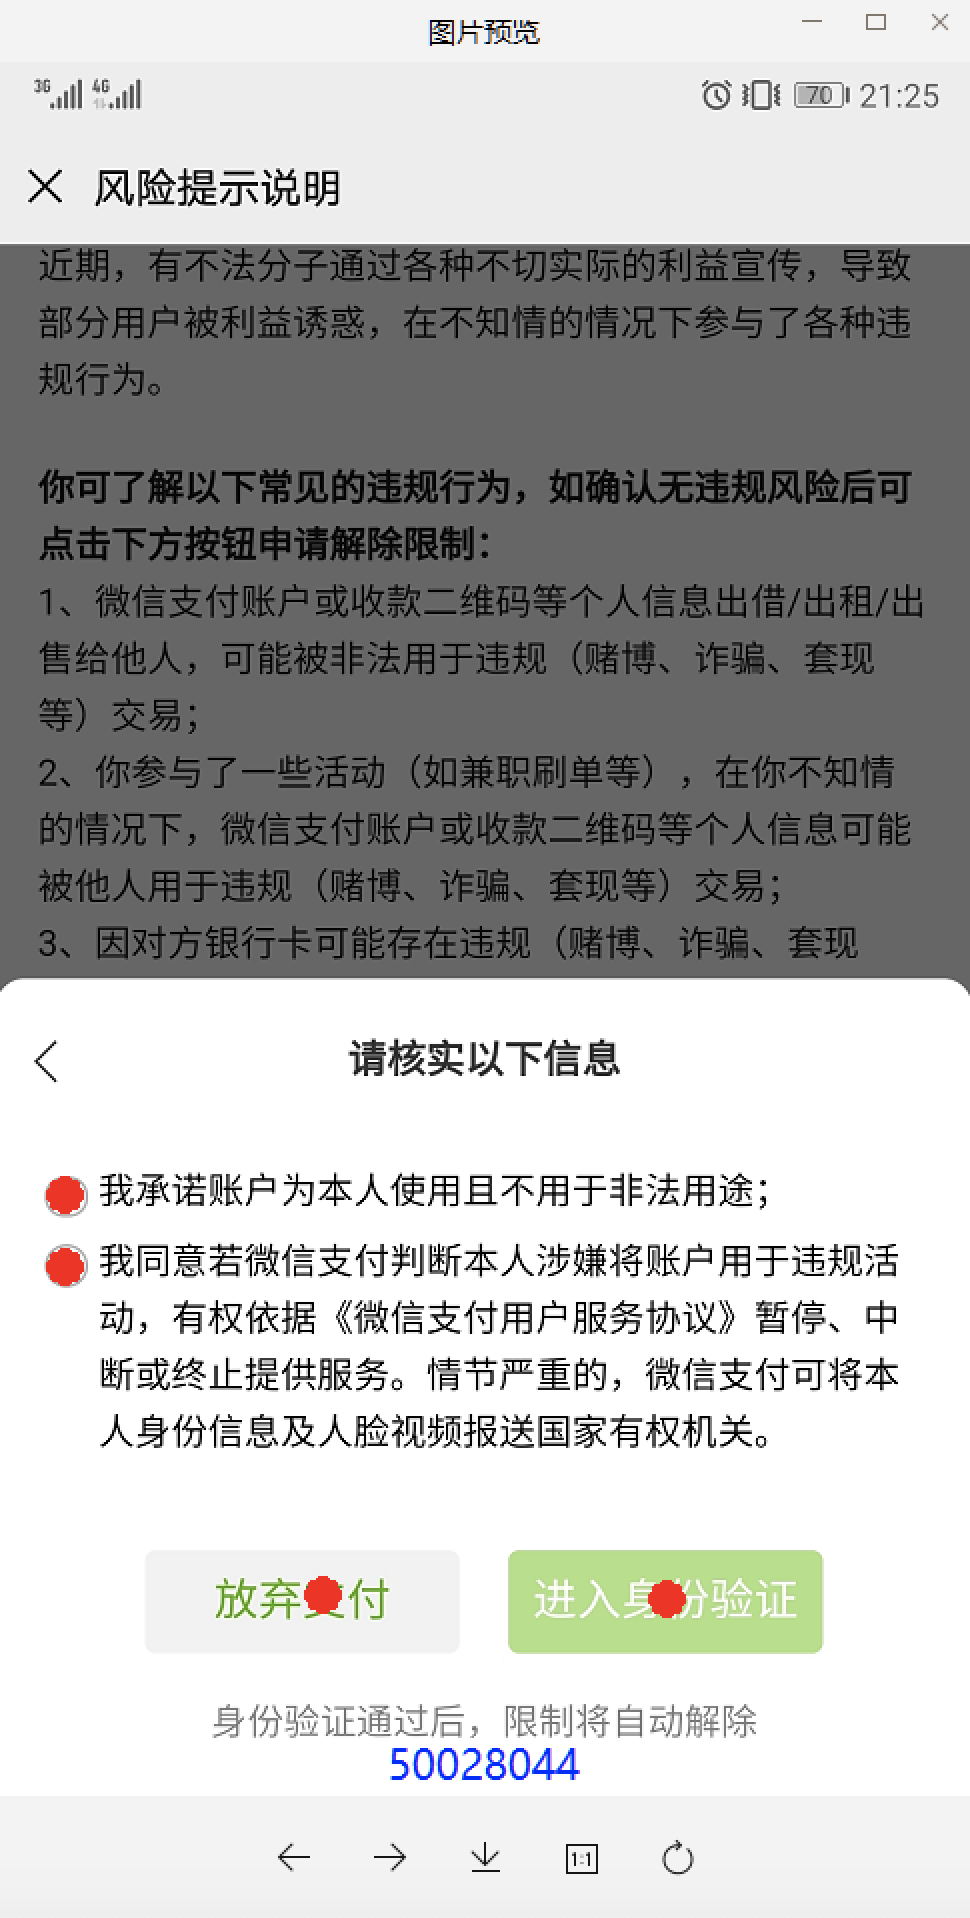 图片预览
3G 4G 70 21:25
风险提示说明
近期，有不法分子通过各种不切实际的利益宣传，导致
部分用户被利益诱惑，在不知情的情况下参与了各种违
规行为。
你可了解以下常见的违规行为，如确认无违规风险后可
点击下方按钮申请解除限制：
1、微信支付账户或收款二维码等个人信息出借/出租/出
售给他人，可能被非法用于违规（赌博、诈骗、套现
等）交易；
2、你参与了一些活动（如兼职刷单等），在你不知情
的情况下，微信支付账户或收款二维码等个人信息可能
被他人用于违规（赌博、诈骗、套现等）交易；
3、因对方银行卡可能存在违规（赌博、诈骗、套现
请核实以下信息
我承诺账户为本人使用且不用于非法用途；
我同意若微信支付判断本人涉嫌将账户用于违规活
动，有权依据《微信支付用户服务协议》暂停、中
断或终止提供服务。情节严重的，微信支付可将本
人身份信息及人脸视频报送国家有权机关。
放弃支付
进入身份验证
身份验证通过后，限制将自动解除
50028044
1:1